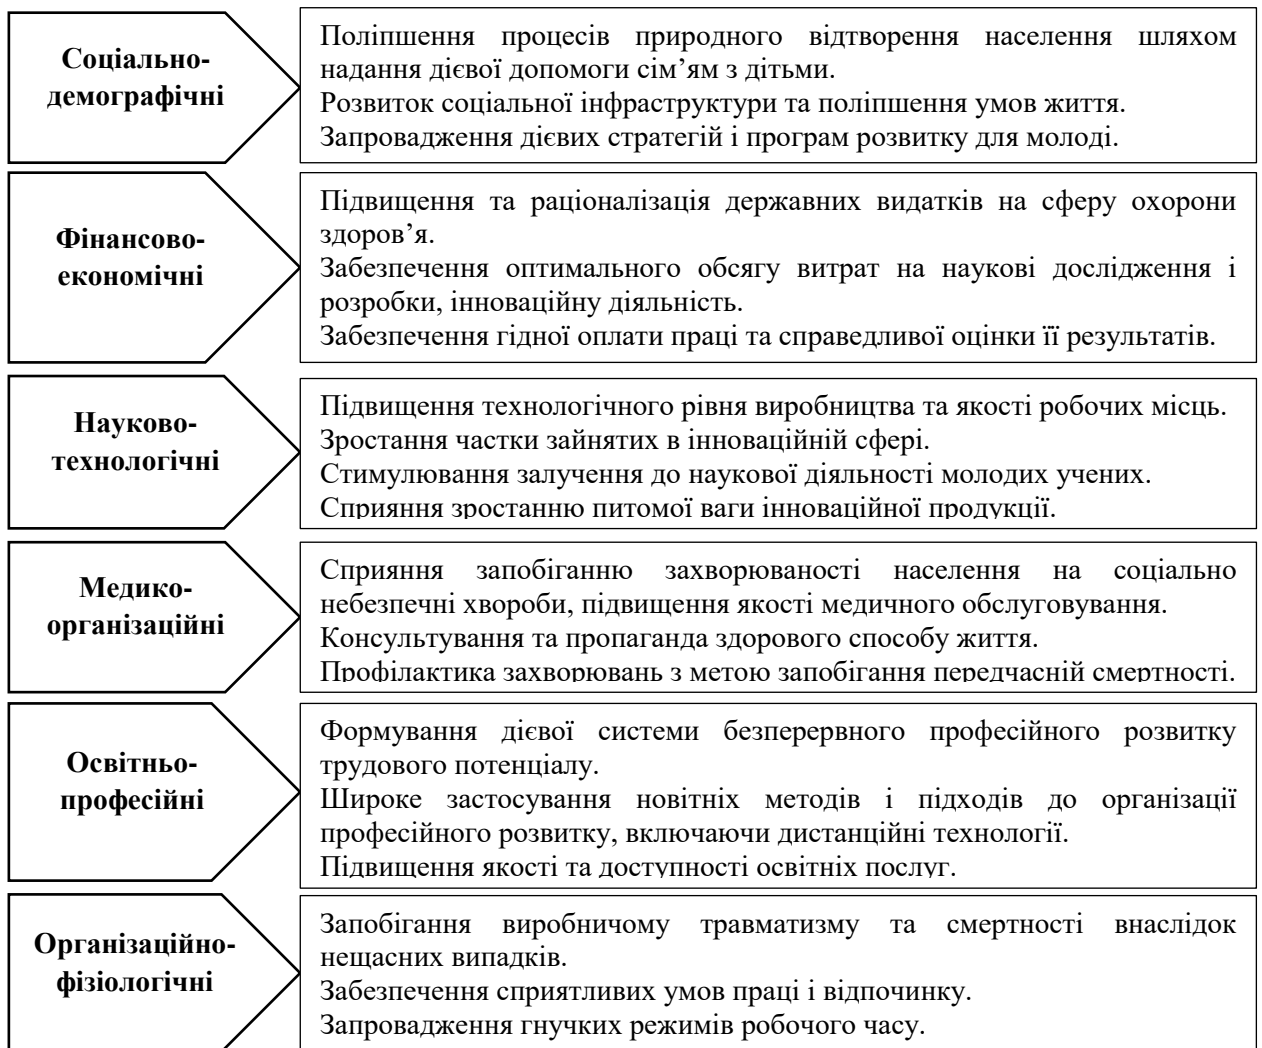 Соціально-
демографічні
Поліпшення процесів природного відтворення населення шляхом
надання дієвої допомоги сім’ям з дітьми.
Розвиток соціальної інфраструктури та поліпшення умов життя.
Запровадження дієвих стратегій і програм розвитку для молоді.
Фінансово-
економічні
Підвищення та раціоналізація державних видатків на сферу охорони
здоров’я.
Забезпечення оптимального обсягу витрат на наукові дослідження і
розробки, інноваційну діяльність.
Забезпечення гідної оплати праці та справедливої оцінки її результатів.
Науково-
технологічні
Підвищення технологічного рівня виробництва та якості робочих місць.
Зростання частки зайнятих в інноваційній сфері.
Стимулювання залучення до наукової діяльності молодих учених.
Сприяння зростанню питомої ваги інноваційної продукції.
Медико-
організаційні
Сприяння запобіганню захворюваності населення на соціально
небезпечні хвороби, підвищення якості медичного обслуговування.
Консультування та пропаганда здорового способу життя.
Профілактика захворювань з метою запобігання передчасній смертності.
Освітньо-
професійні
Формування дієвої системи безперервного професійного розвитку
трудового потенціалу.
Широке застосування новітніх методів і підходів до організації
професійного розвитку, включаючи дистанційні технології.
Підвищення якості та доступності освітніх послуг.
Організаційно-
фізіологічні
Запобігання виробничому травматизму та смертності внаслідок
нещасних випадків.
Забезпечення сприятливих умов праці і відпочинку.
Запровадження гнучких режимів робочого часу.